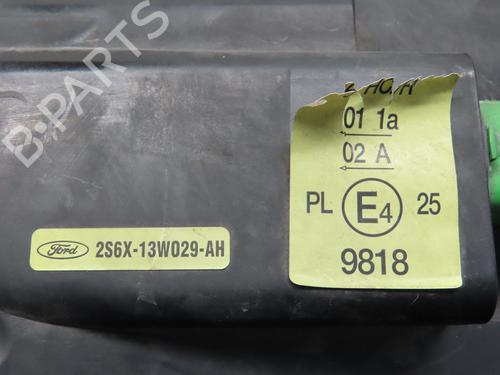 B-PARTS
01 1a
02 A
PL E4 25
9818
Ford 2S6X-13W029-AH